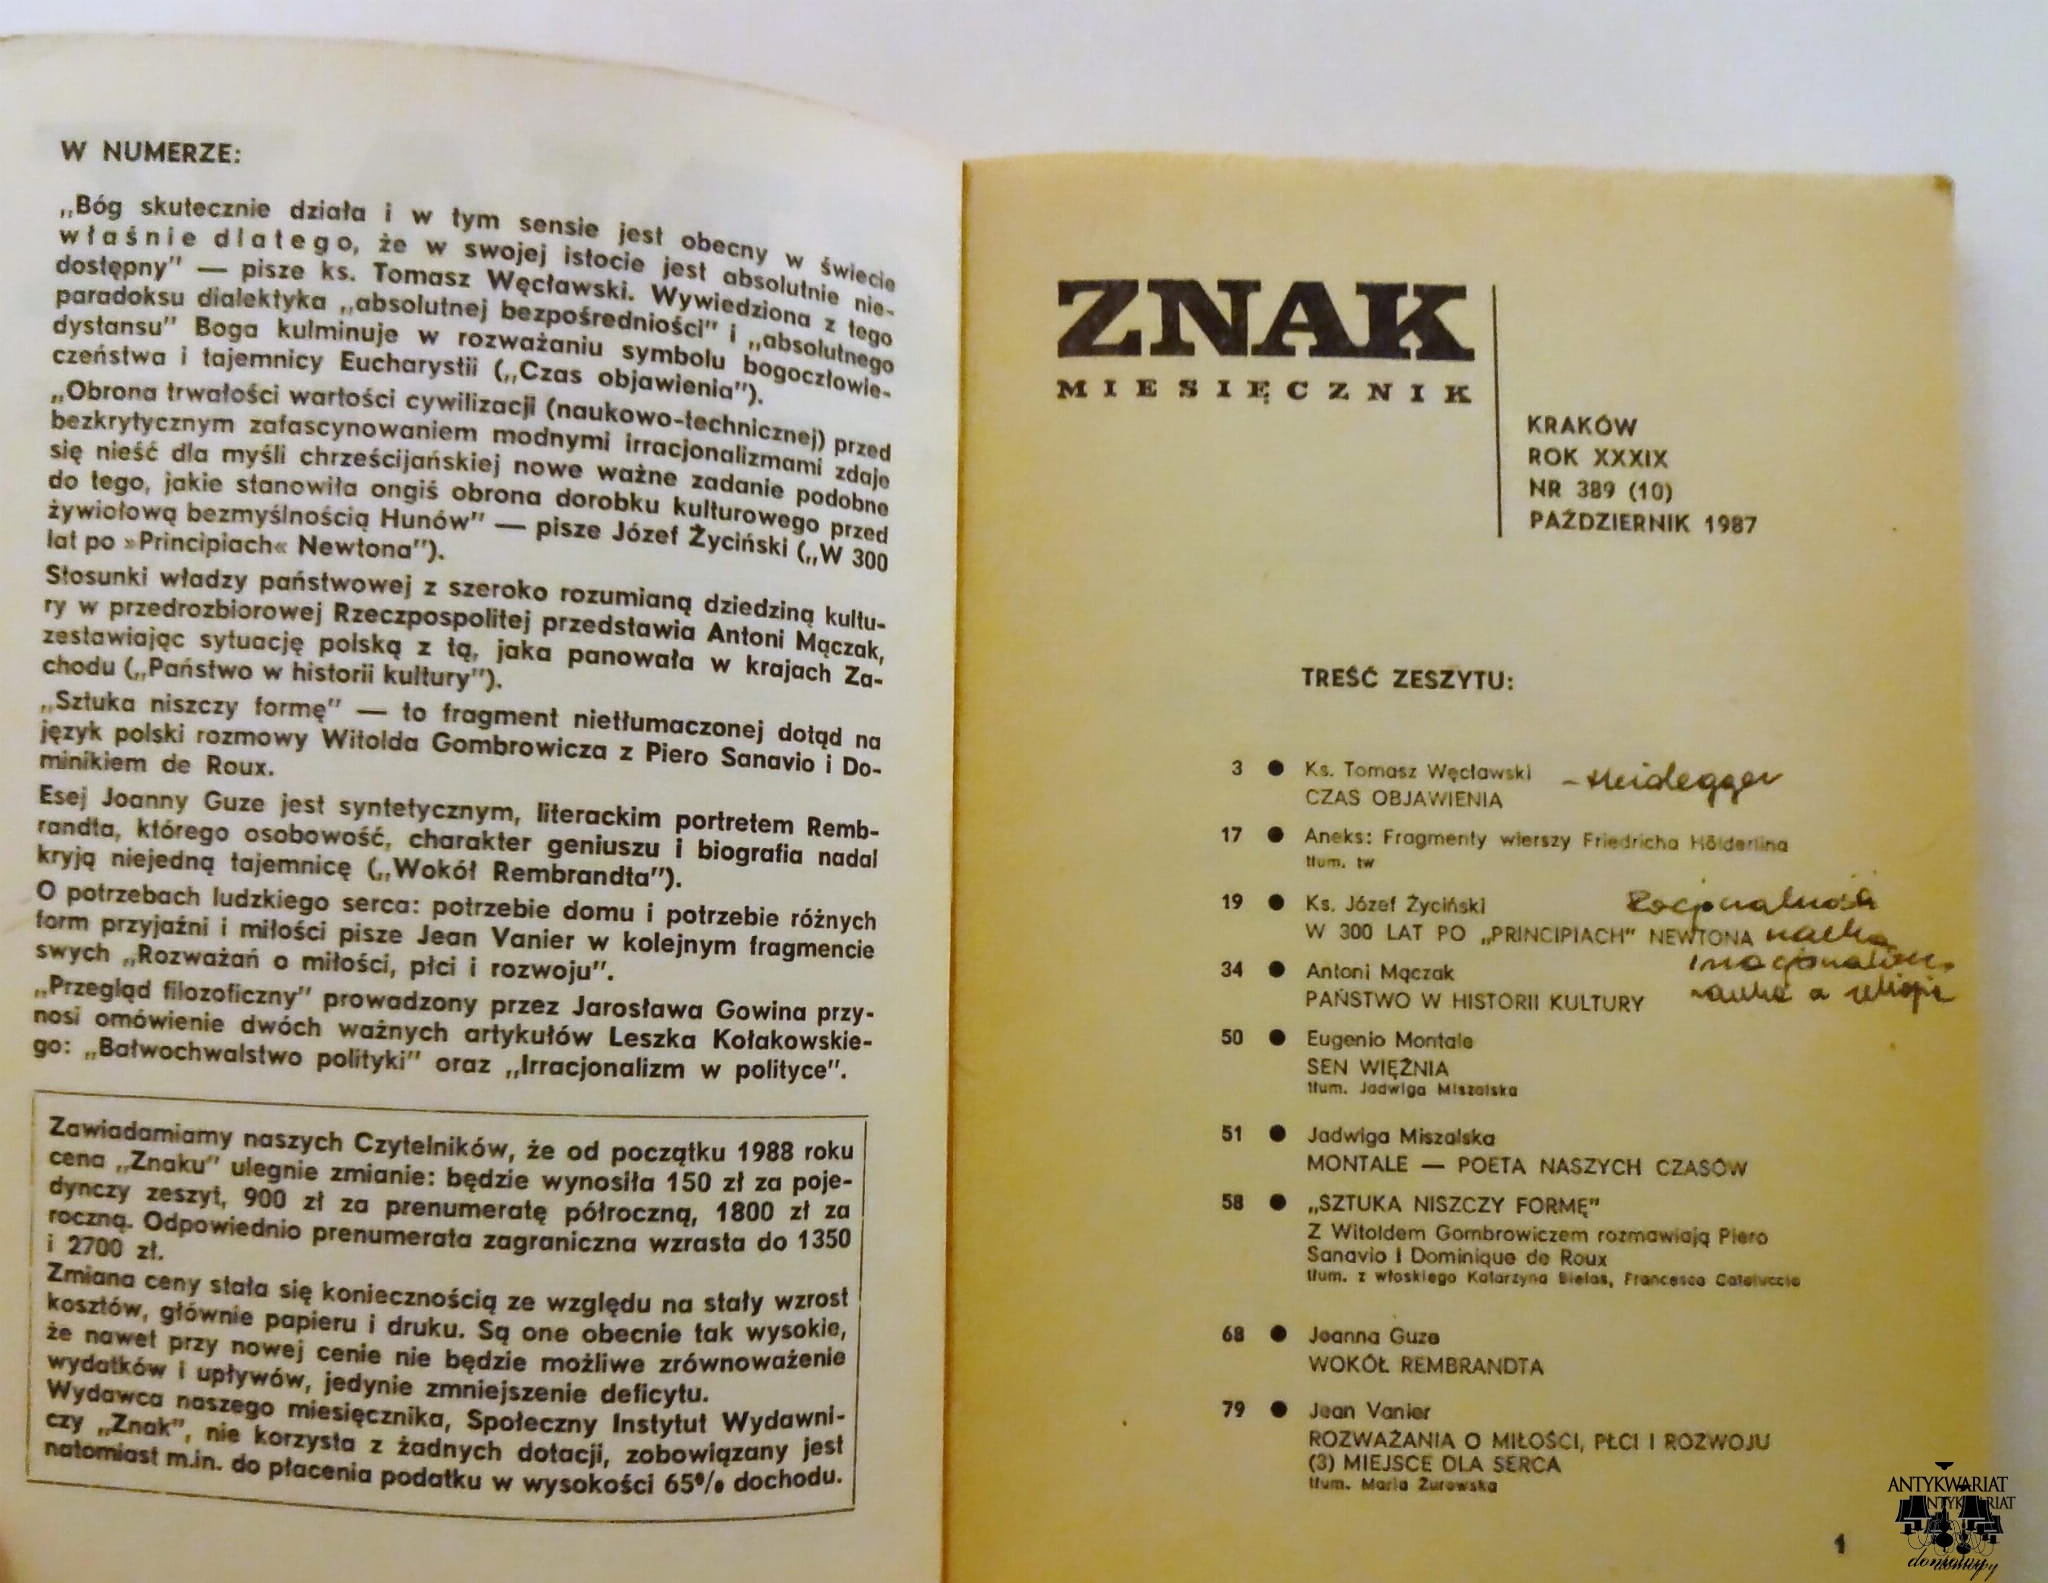 W NUMERZE:
„Bóg skutecznie działa i w tym sensie jest obecny w świecie
właśnie dlatego, że w swojej istocie jest absolutnie nie-
dostępny" — pisze ks. Tomasz Węcławski. Wywiedziona z tego
paradoksu dialektyka „absolutnej bezpośredniości" i „absolutnego
dystansu" Boga kulminuje w rozważaniu symbolu bogoczłowie-
czeństwa i tajemnicy Eucharystii („Czas objawienia").
„Obrona trwałości wartości cywilizacji (naukowo-technicznej) przed
bezkrytycznym zafascynowaniem modnymi irracjonalizmami zdaje
się nieść dla myśli chrześcijańskiej nowe ważne zadanie podobne
do tego, jakie stanowiła ongiś obrona dorobku kulturowego przed
żywiołową bezmyślnością Hunów" — pisze Józef Życiński („W 300
lat po »Principiach« Newtona").
Stosunki władzy państwowej z szeroko rozumianą dziedziną kultu-
ry w przedrozbiorowej Rzeczpospolitej przedstawia Antoni Mączak,
zestawiając sytuację polską z tą, jaka panowała w krajach Za-
chodu („Państwo w historii kultury").
„Sztuka niszczy formę" — to fragment nietłumaczonej dotąd na
język polski rozmowy Witolda Gombrowicza z Piero Sanavio i Do-
minikiem de Roux.
Esej Joanny Guze jest syntetycznym, literackim portretem Remb-
randta, którego osobowość, charakter geniuszu i biografia nadal
kryją niejedną tajemnicę („Wokół Rembrandta").
O potrzebach ludzkiego serca: potrzebie domu i potrzebie różnych
form przyjaźni i miłości pisze Jean Vanier w kolejnym fragmencie
swych „Rozważań o miłości, płci i rozwoju".
„Przegląd filozoficzny" prowadzony przez Jarosława Gowina przy-
nosi omówienie dwóch ważnych artykułów Leszka Kołakowskie-
go: „Bałwochwalstwo polityki" oraz „Irracjonalizm w polityce".
Zawiadamiamy naszych Czytelników, że od początku 1988 roku
cena „Znaku" ulegnie zmianie: będzie wynosiła 150 zł za poje-
dynczy zeszyt, 900 zł za prenumeratę półroczną, 1800 zł za
roczną. Odpowiednio prenumerata zagraniczna wzrasta do 1350
i 2700 zł.
Zmiana ceny stała się koniecznością ze względu na stały wzrost
kosztów, głównie papieru i druku. Są one obecnie tak wysokie,
że nawet przy nowej cenie nie będzie możliwe zrównoważenie
wydatków i upływów, jedynie zmniejszenie deficytu.
Wydawca naszego miesięcznika, Społeczny Instytut Wydawni-
czy „Znak", nie korzysta z żadnych dotacji, zobowiązany jest
natomiast m.in. do płacenia podatku w wysokości 65% dochodu.
ZNAK
MIESIĘCZNIK
KRAKÓW
ROK XXXIX
NR 389 (10)
PAŹDZIERNIK 1987
TREŚĆ ZESZYTU:
3 ● Ks. Tomasz Węcławski - Heidegger
CZAS OBJAWIENIA
17 ● Aneks: Fragmenty wierszy Friedricha Hölderlina
tłum. tw
19 ● Ks. Józef Życiński Racjonalność
W 300 LAT PO „PRINCIPIACH" NEWTONA nauka
34 ● Antoni Mączak
PAŃSTWO W HISTORII KULTURY nauka a religia
50 ● Eugenio Montale
SEN WIĘŹNIA
tłum. Jadwiga Miszalska
51 ● Jadwiga Miszalska
MONTALE — POETA NASZYCH CZASÓW
58 ● „SZTUKA NISZCZY FORMĘ"
Z Witoldem Gombrowiczem rozmawiają Piero
Sanavio i Dominique de Roux
tłum. z włoskiego Katarzyna Bielas, Francesco Cataluccio
68 ● Joanna Guze
WOKÓŁ REMBRANDTA
79 ● Jean Vanier
ROZWAŻANIA O MIŁOŚCI, PŁCI I ROZWOJU
(3) MIEJSCE DLA SERCA
tłum. Maria Żurowska
1
ANTYKWARIAT
domowy